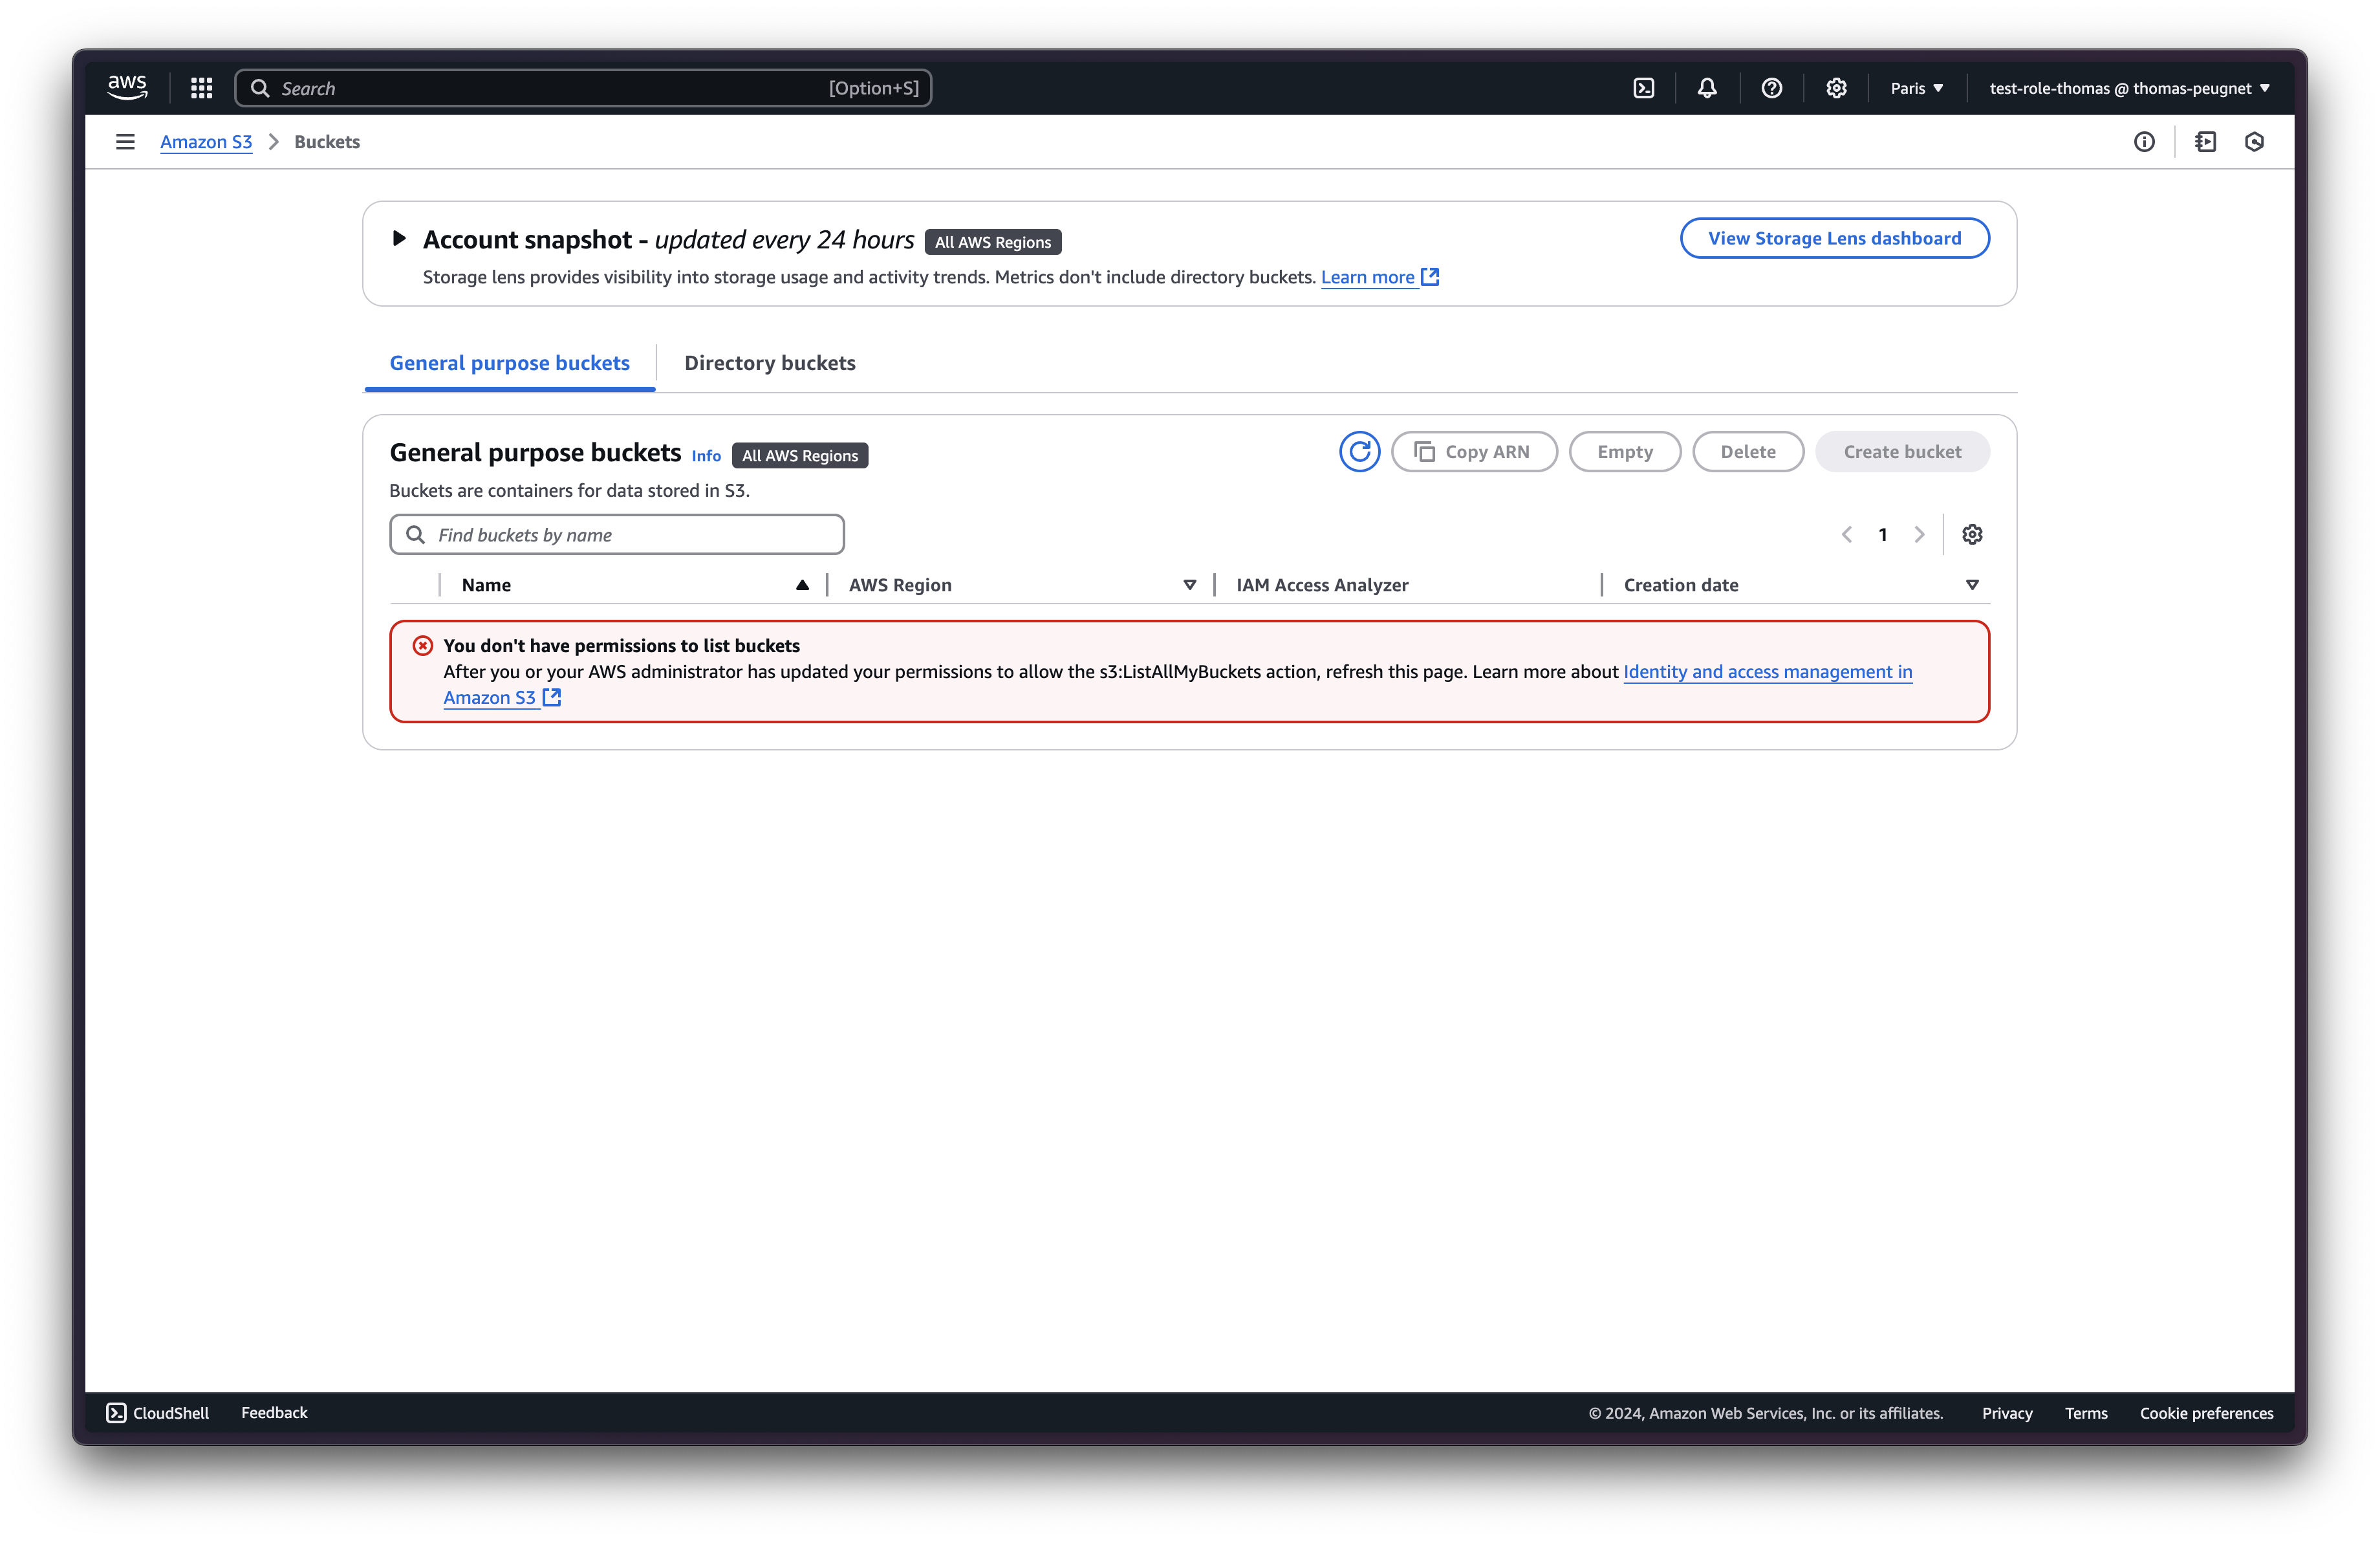 aws
Search [Option+S]
Paris
test-role-thomas @ thomas-peugnet
Amazon S3
Buckets
Account snapshot - updated every 24 hours
All AWS Regions
View Storage Lens dashboard
Storage lens provides visibility into storage usage and activity trends. Metrics don't include directory buckets. Learn more
General purpose buckets
Directory buckets
General purpose buckets Info
All AWS Regions
Copy ARN
Empty
Delete
Create bucket
Buckets are containers for data stored in S3.
Find buckets by name
1
Name
AWS Region
IAM Access Analyzer
Creation date
You don't have permissions to list buckets
After you or your AWS administrator has updated your permissions to allow the s3:ListAllMyBuckets action, refresh this page. Learn more about Identity and access management in
Amazon S3
CloudShell
Feedback
© 2024, Amazon Web Services, Inc. or its affiliates.
Privacy
Terms
Cookie preferences